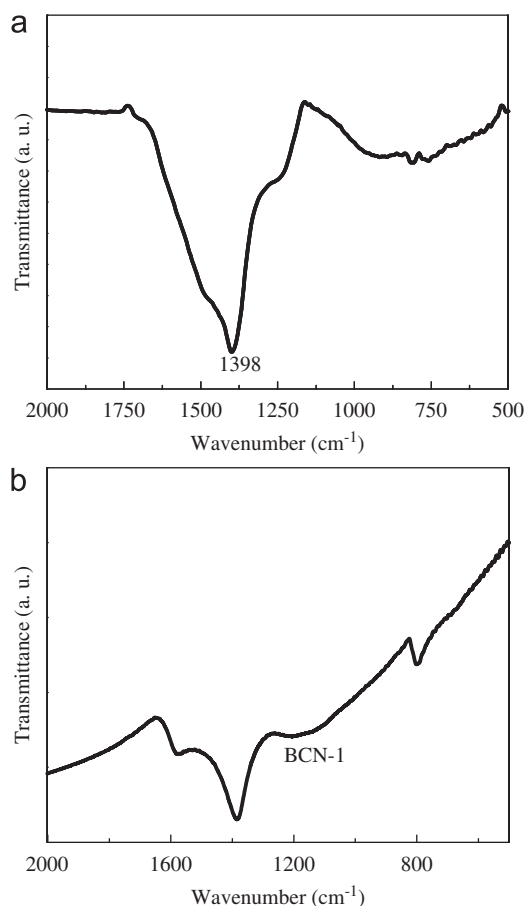 a
Transmittance (a. u.)
1398
2000 1750 1500 1250 1000 750 500
Wavenumber (cm⁻¹)
b
Transmittance (a. u.)
BCN-1
2000 1600 1200 800
Wavenumber (cm⁻¹)